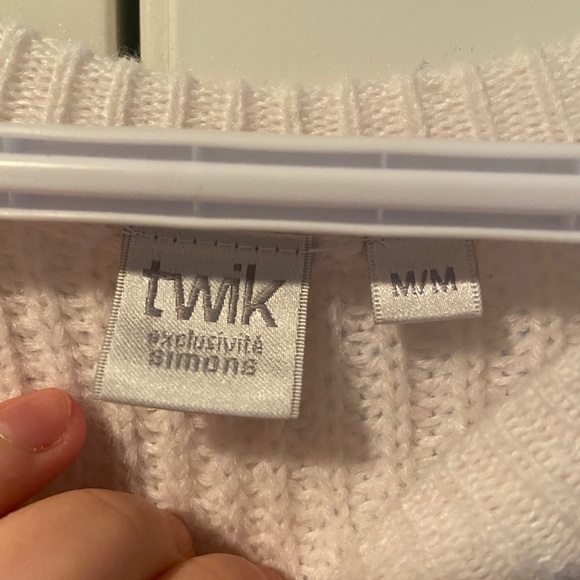 twik
exclusivité
simons
M/M